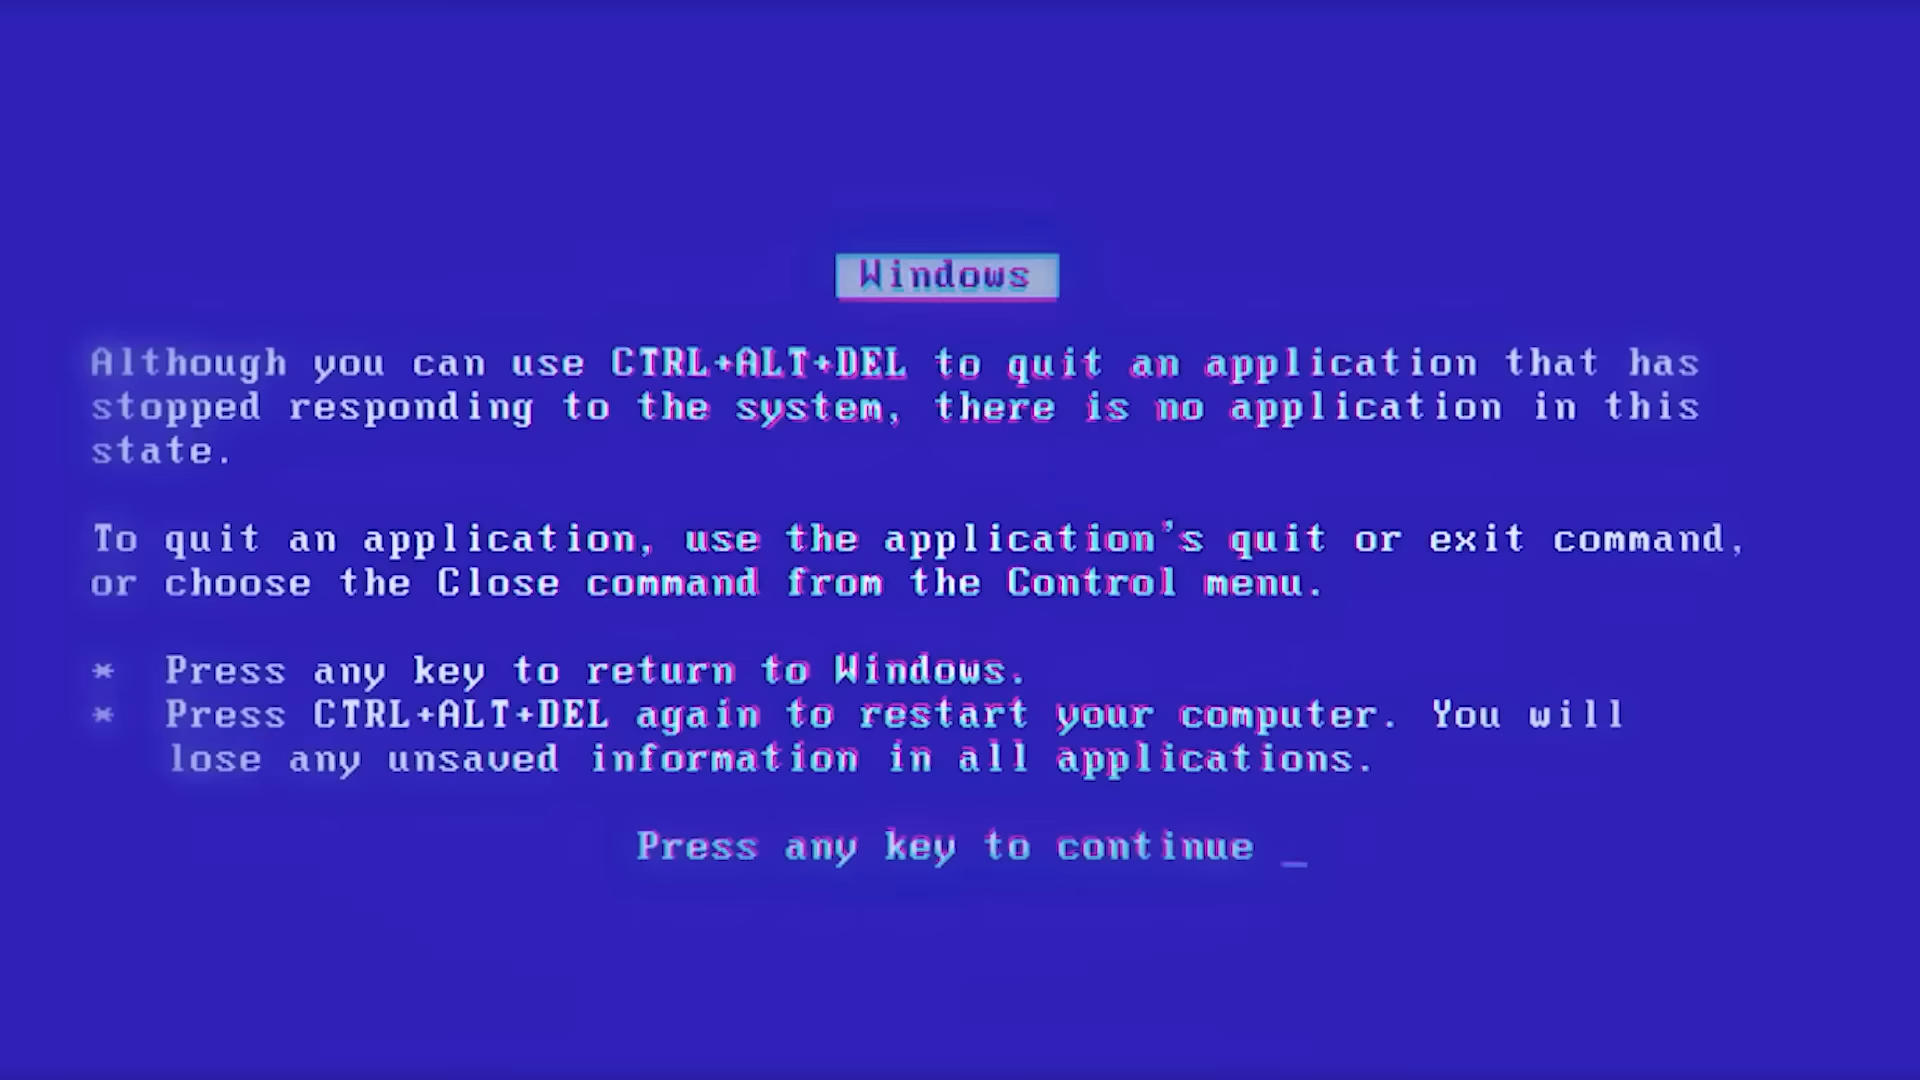 Windows
Although you can use CTRL+ALT+DEL to quit an application that has
stopped responding to the system, there is no application in this
state.
To quit an application, use the application's quit or exit command,
or choose the Close command from the Control menu.
* Press any key to return to Windows.
* Press CTRL+ALT+DEL again to restart your computer. You will
lose any unsaved information in all applications.
Press any key to continue _